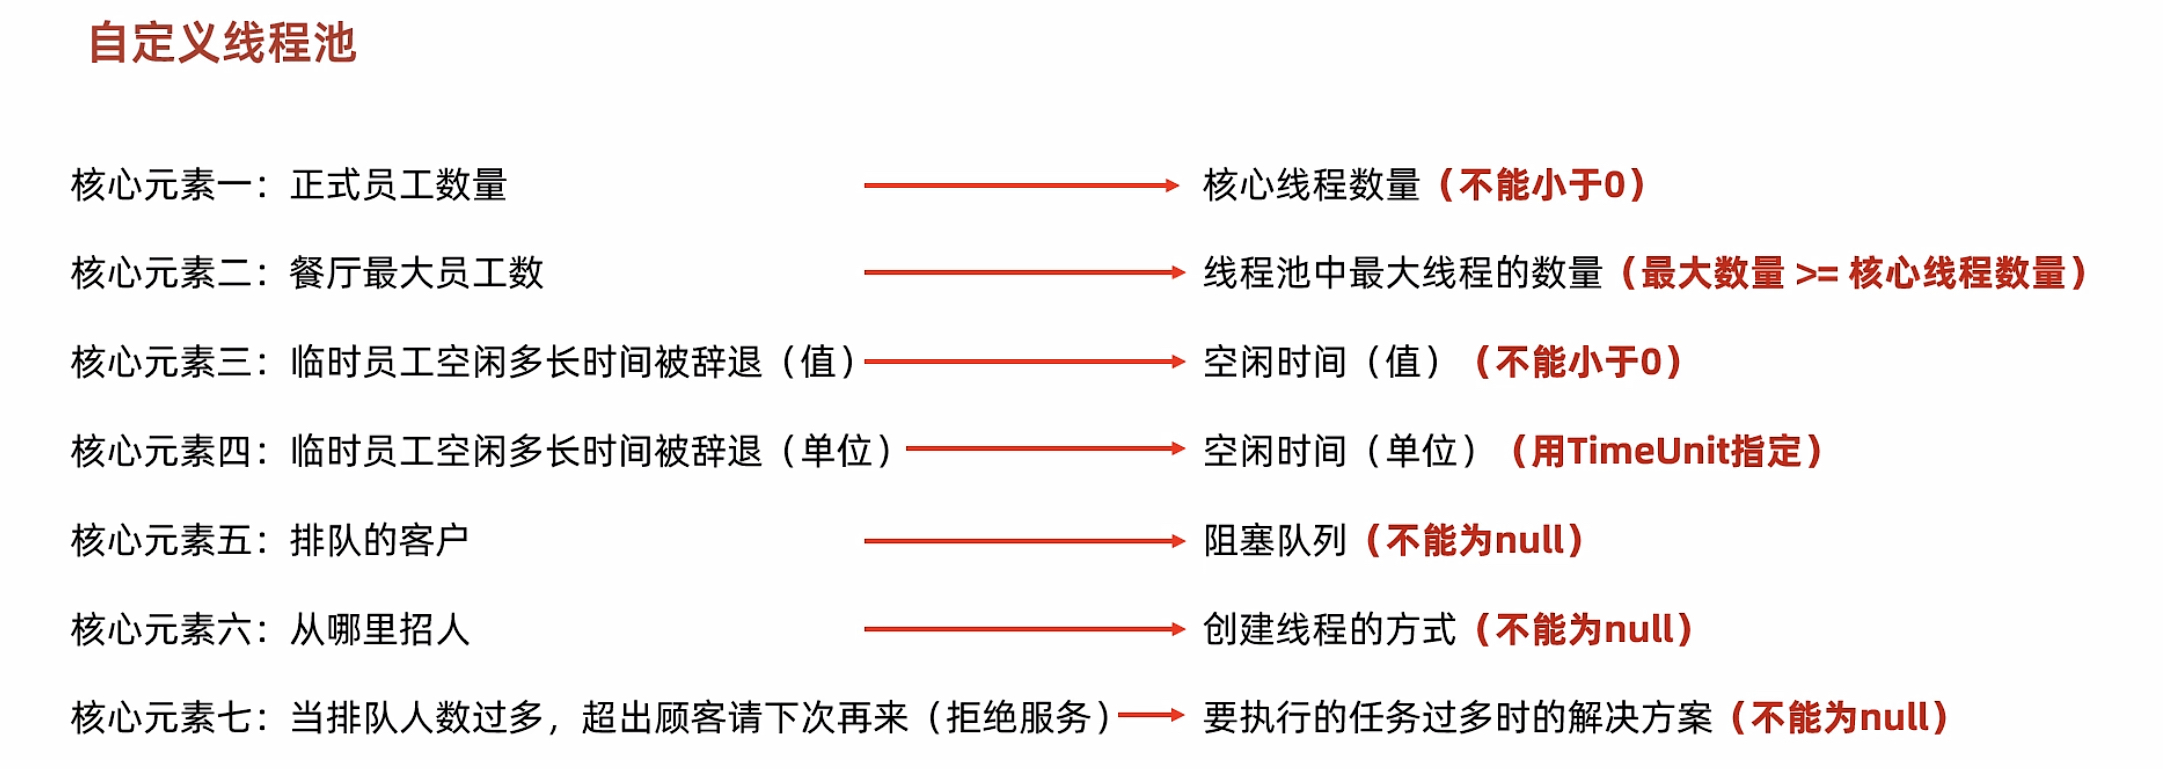 自定义线程池
核心元素一：正式员工数量 核心线程数量（不能小于0）
核心元素二：餐厅最大员工数 线程池中最大线程的数量（最大数量 >= 核心线程数量）
核心元素三：临时员工空闲多长时间被辞退（值） 空闲时间（值）（不能小于0）
核心元素四：临时员工空闲多长时间被辞退（单位） 空闲时间（单位）（用TimeUnit指定）
核心元素五：排队的客户 阻塞队列（不能为null）
核心元素六：从哪里招人 创建线程的方式（不能为null）
核心元素七：当排队人数过多，超出顾客请下次再来（拒绝服务） 要执行的任务过多时的解决方案（不能为null）